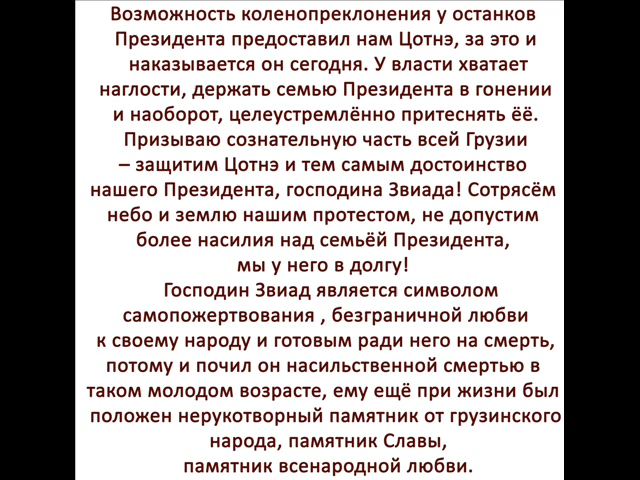 Возможность коленопреклонения у останков
Президента предоставил нам Цотнэ, за это и
наказывается он сегодня. У власти хватает
наглости, держать семью Президента в гонении
и наоборот, целеустремлённо притеснять ёё.
Призываю сознательную часть всей Грузии
– защитим Цотнэ и тем самым достоинство
нашего Президента, господина Звиада! Сотрясём
небо и землю нашим протестом, не допустим
более насилия над семьёй Президента,
мы у него в долгу!
Господин Звиад является символом
самопожертвования , безграничной любви
к своему народу и готовым ради него на смерть,
потому и почил он насильственной смертью в
таком молодом возрасте, ему ещё при жизни был
положен нерукотворный памятник от грузинского
народа, памятник Славы,
памятник всенародной любви.